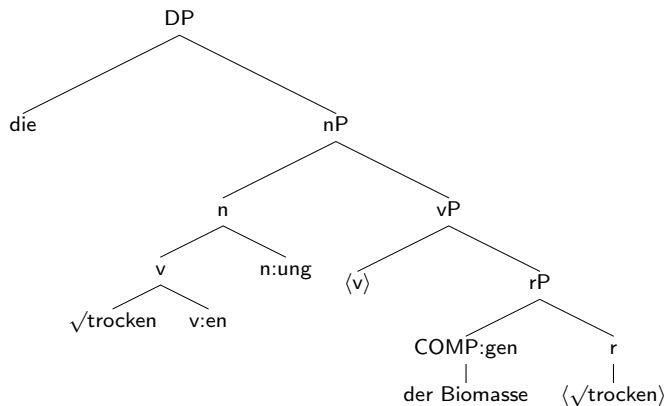 DP
die nP
n vP
v n:ung ⟨v⟩ rP
√trocken v:en COMP:gen r
der Biomasse ⟨√trocken⟩